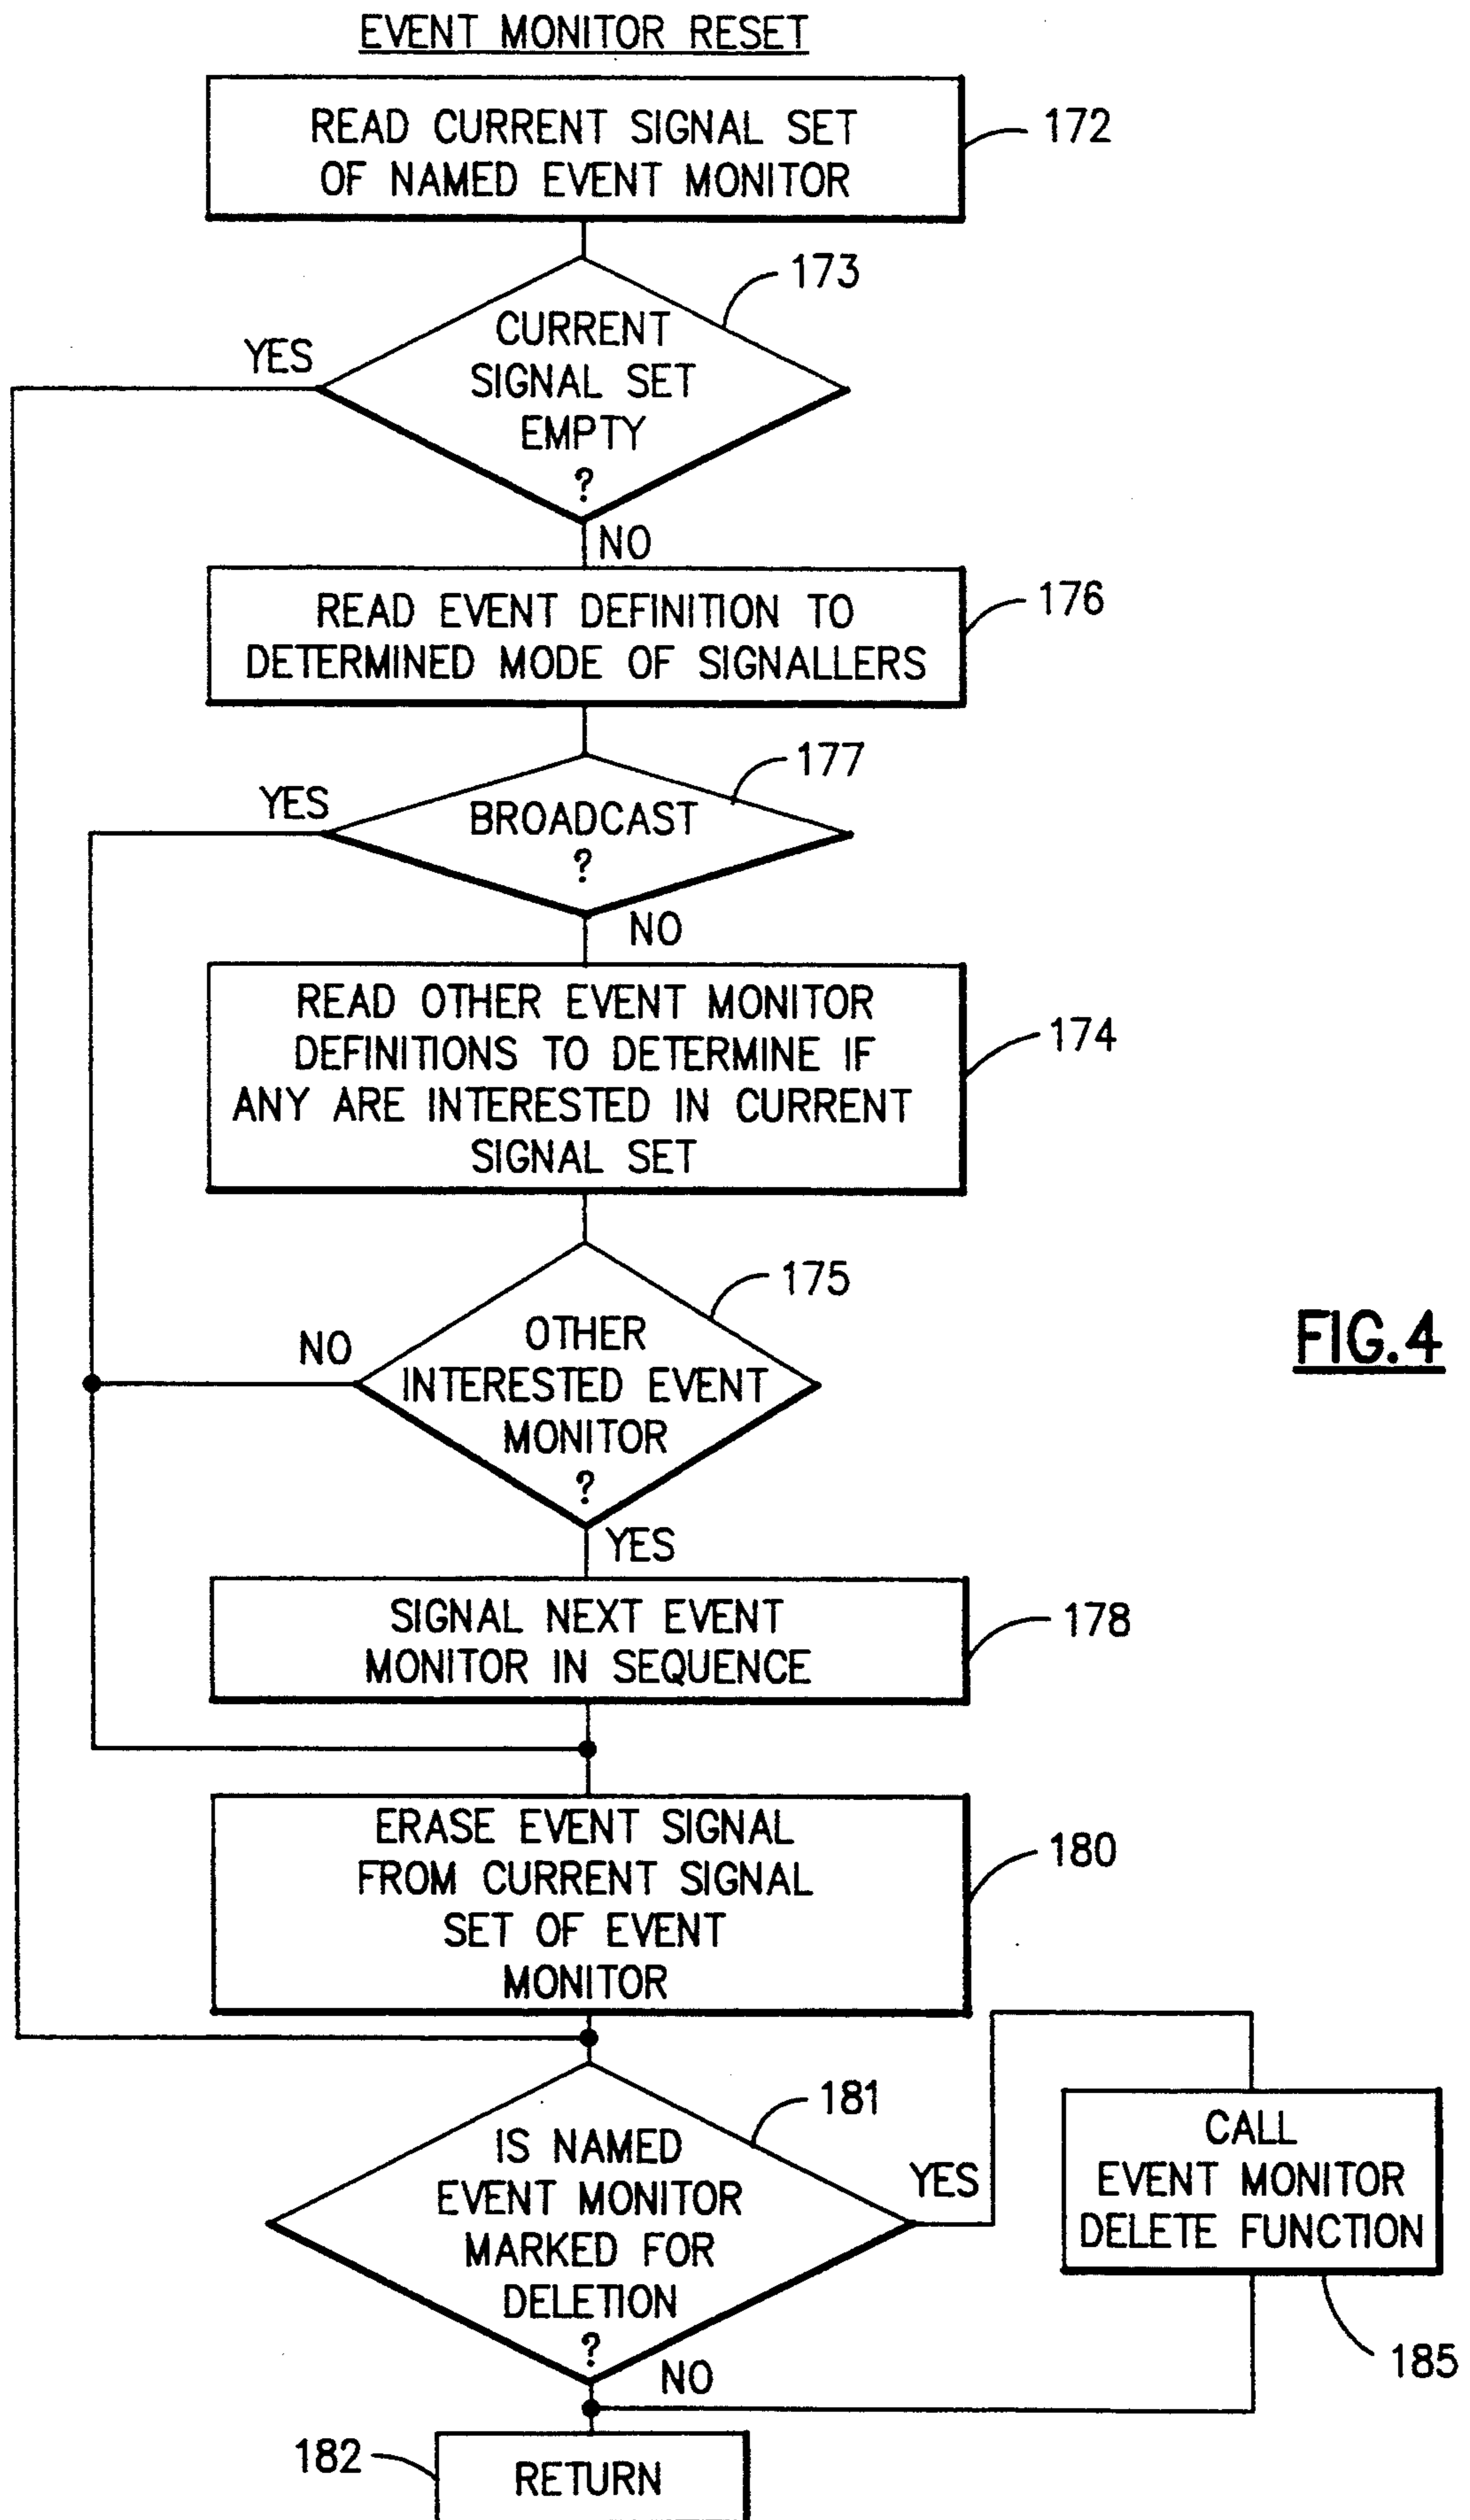 EVENT MONITOR RESET
READ CURRENT SIGNAL SET
OF NAMED EVENT MONITOR
172
173
CURRENT
SIGNAL SET
EMPTY
?
YES
NO
READ EVENT DEFINITION TO
DETERMINED MODE OF SIGNALLERS
176
177
BROADCAST
?
YES
NO
READ OTHER EVENT MONITOR
DEFINITIONS TO DETERMINE IF
ANY ARE INTERESTED IN CURRENT
SIGNAL SET
174
175
OTHER
INTERESTED EVENT
MONITOR
?
NO
YES
FIG.4
SIGNAL NEXT EVENT
MONITOR IN SEQUENCE
178
ERASE EVENT SIGNAL
FROM CURRENT SIGNAL
SET OF EVENT
MONITOR
180
181
IS NAMED
EVENT MONITOR
MARKED FOR
DELETION
?
YES
NO
CALL
EVENT MONITOR
DELETE FUNCTION
185
182
RETURN